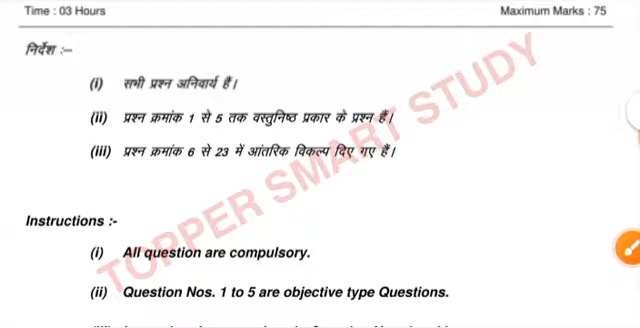 Time : 03 Hours Maximum Marks : 75
निर्देश :–
(i) सभी प्रश्न अनिवार्य हैं।
(ii) प्रश्न क्रमांक 1 से 5 तक वस्तुनिष्ठ प्रकार के प्रश्न हैं।
(iii) प्रश्न क्रमांक 6 से 23 में आंतरिक विकल्प दिए गए हैं।
TOPPER SMART STUDY
Instructions :-
(i) All question are compulsory.
(ii) Question Nos. 1 to 5 are objective type Questions.